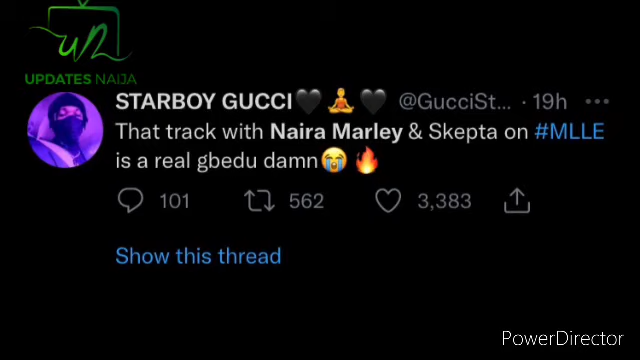 UPDATES NAIJA
STARBOY GUCCI🖤🧘🖤 @GucciSt... · 19h
That track with Naira Marley & Skepta on #MLLE
is a real gbedu damn😭 🔥
101 562 3,383
Show this thread
PowerDirector